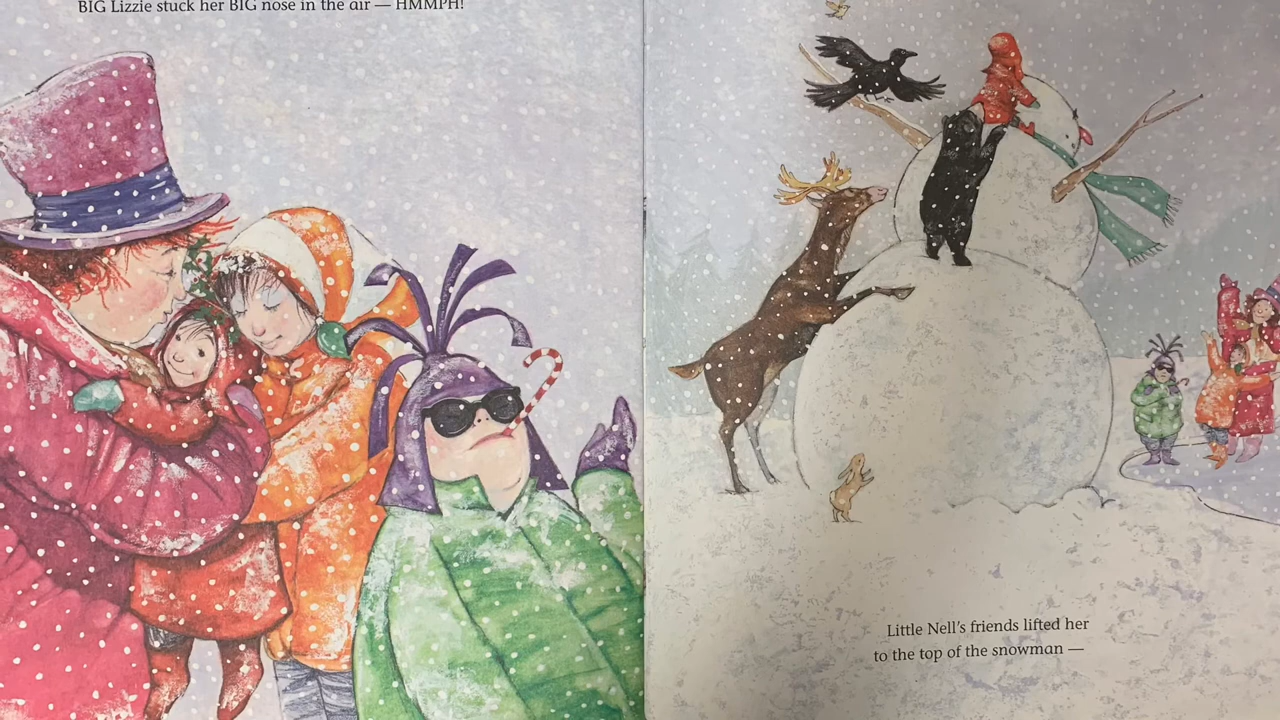 BIG Lizzie stuck her BIG nose in the air — HMMPH!
Little Nell's friends lifted her
to the top of the snowman —